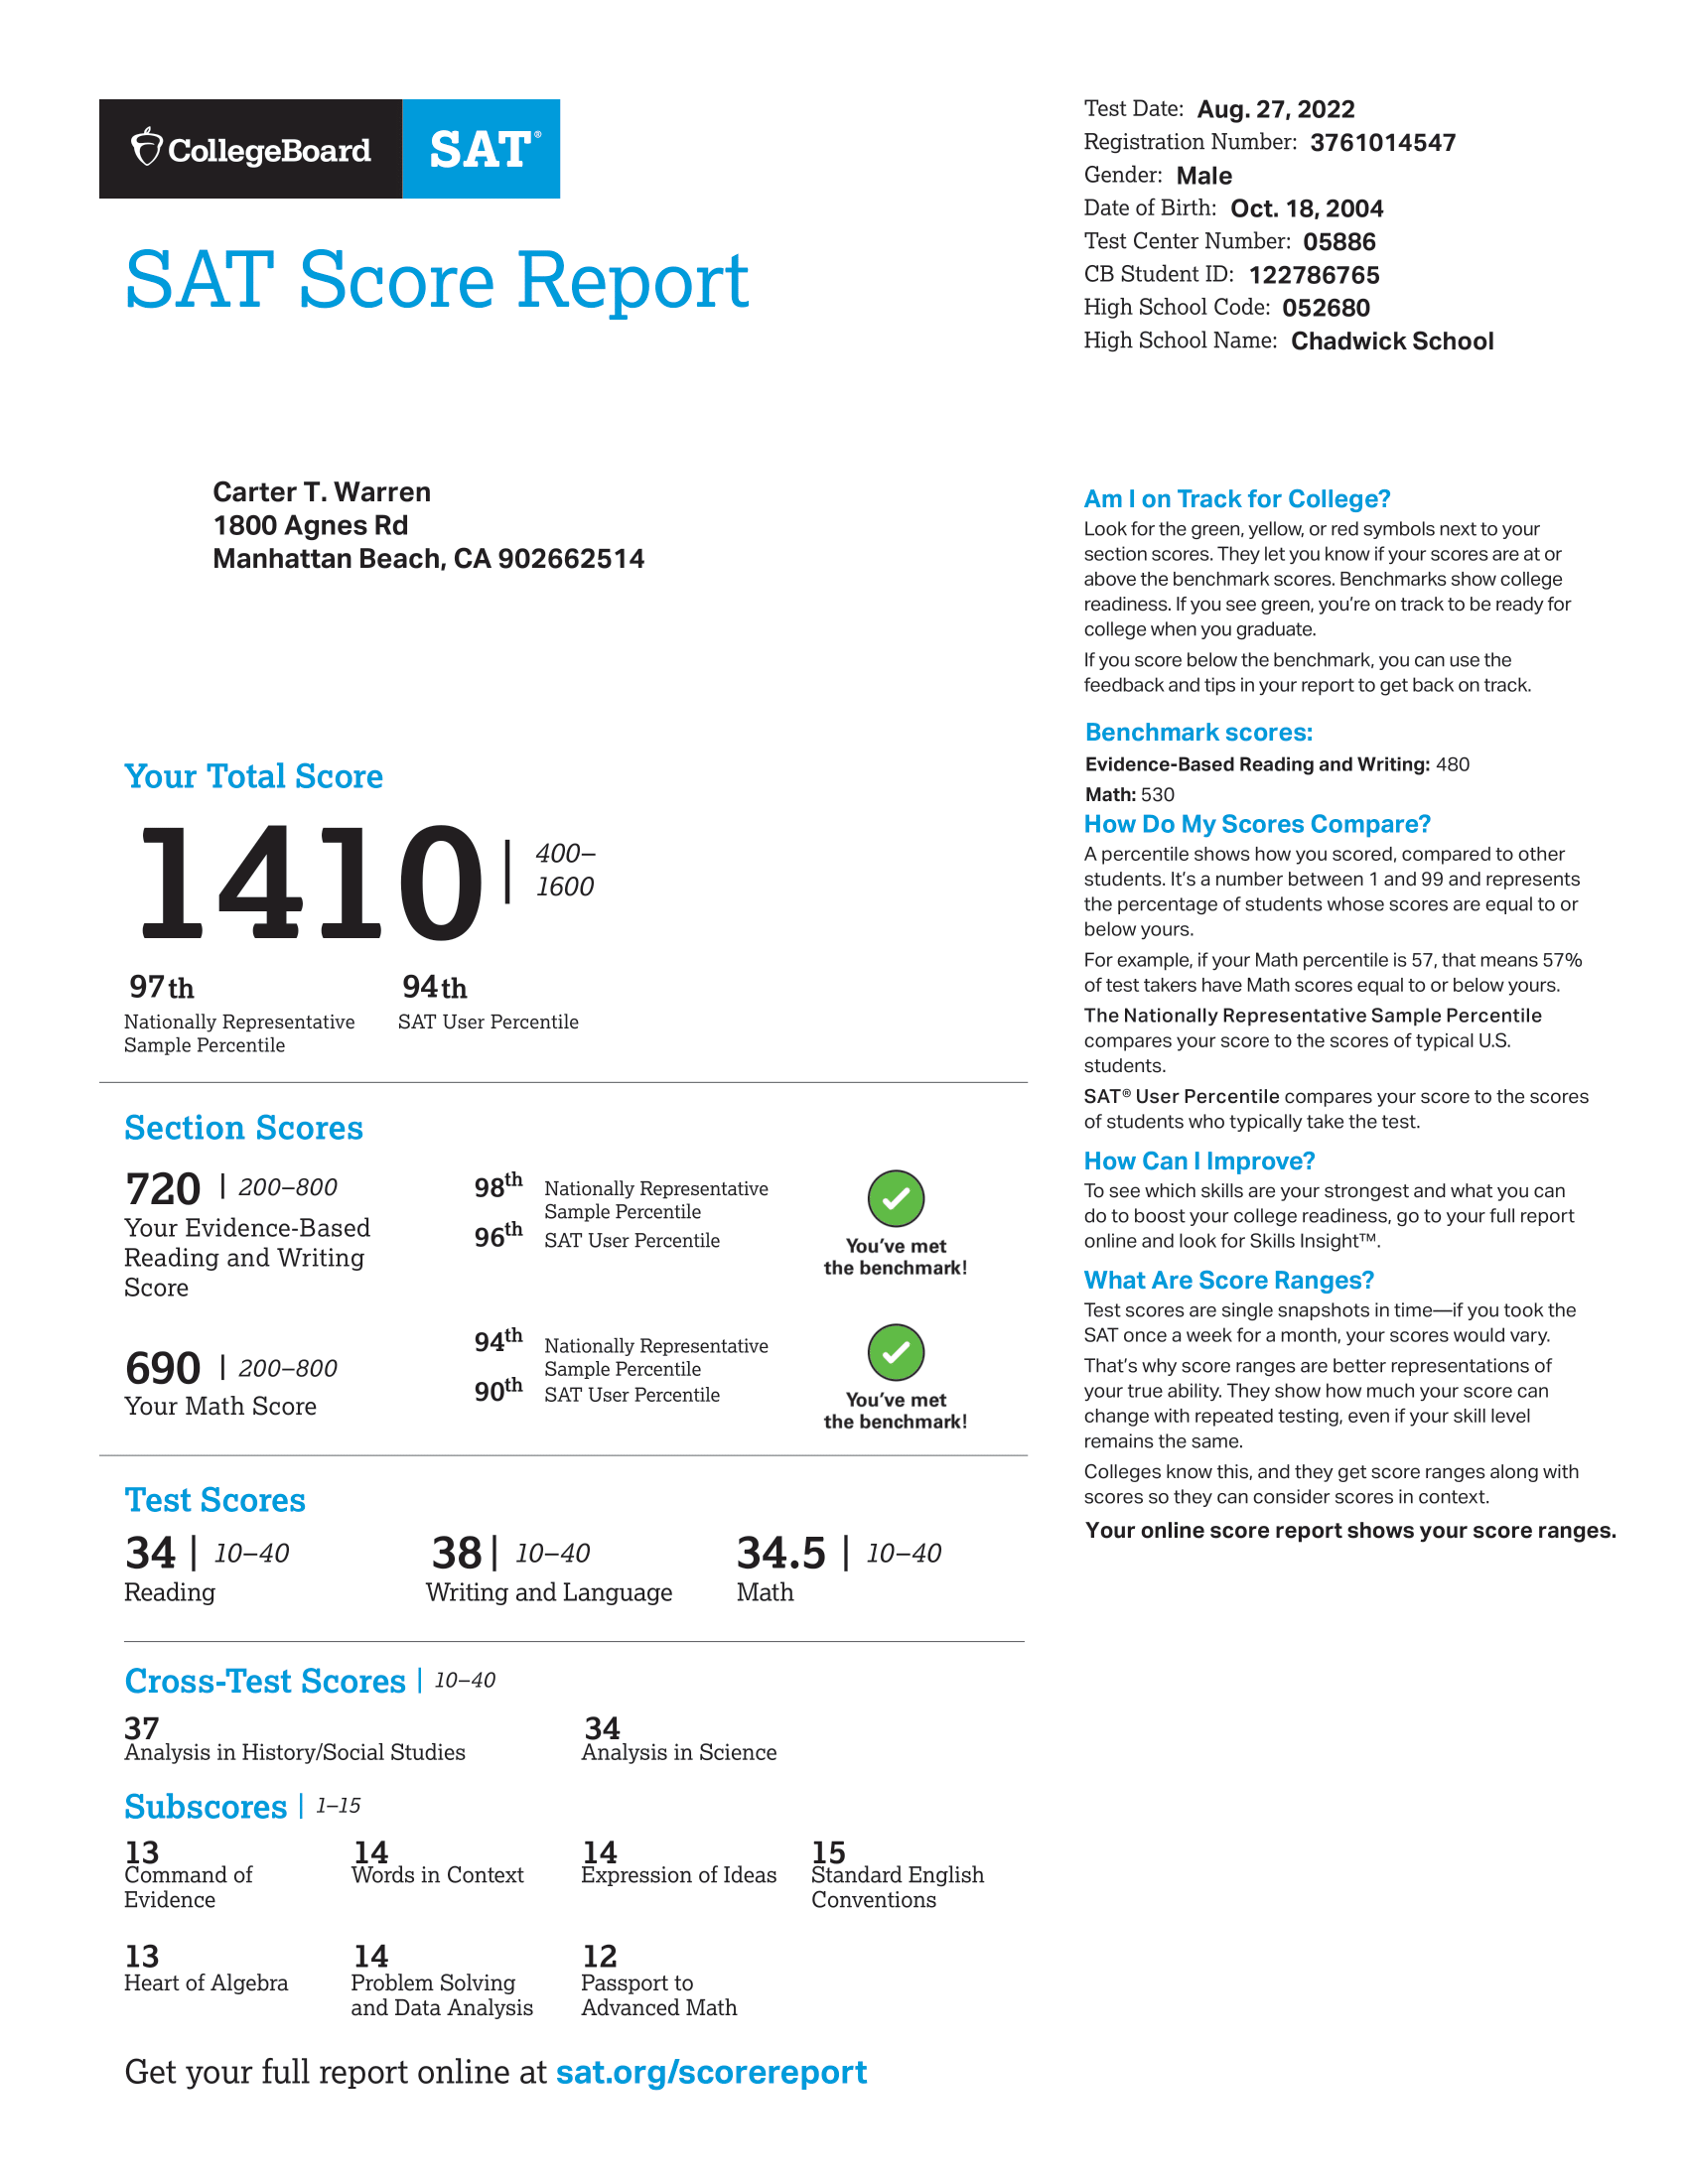 CollegeBoard SAT®
SAT Score Report
Test Date: Aug. 27, 2022
Registration Number: 3761014547
Gender: Male
Date of Birth: Oct. 18, 2004
Test Center Number: 05886
CB Student ID: 122786765
High School Code: 052680
High School Name: Chadwick School
Carter T. Warren
1800 Agnes Rd
Manhattan Beach, CA 902662514
Your Total Score
1410 | 400–
1600
97th
Nationally Representative
Sample Percentile
94th
SAT User Percentile
Section Scores
720 | 200–800
Your Evidence-Based
Reading and Writing
Score
98th Nationally Representative
Sample Percentile
96th SAT User Percentile
You've met
the benchmark!
690 | 200–800
Your Math Score
94th Nationally Representative
Sample Percentile
90th SAT User Percentile
You've met
the benchmark!
Test Scores
34 | 10–40
Reading
38 | 10–40
Writing and Language
34.5 | 10–40
Math
Cross-Test Scores | 10–40
37
Analysis in History/Social Studies
34
Analysis in Science
Subscores | 1–15
13
Command of
Evidence
14
Words in Context
14
Expression of Ideas
15
Standard English
Conventions
13
Heart of Algebra
14
Problem Solving
and Data Analysis
12
Passport to
Advanced Math
Get your full report online at sat.org/scorereport
Am I on Track for College?
Look for the green, yellow, or red symbols next to your
section scores. They let you know if your scores are at or
above the benchmark scores. Benchmarks show college
readiness. If you see green, you're on track to be ready for
college when you graduate.
If you score below the benchmark, you can use the
feedback and tips in your report to get back on track.
Benchmark scores:
Evidence-Based Reading and Writing: 480
Math: 530
How Do My Scores Compare?
A percentile shows how you scored, compared to other
students. It's a number between 1 and 99 and represents
the percentage of students whose scores are equal to or
below yours.
For example, if your Math percentile is 57, that means 57%
of test takers have Math scores equal to or below yours.
The Nationally Representative Sample Percentile
compares your score to the scores of typical U.S.
students.
SAT® User Percentile compares your score to the scores
of students who typically take the test.
How Can I Improve?
To see which skills are your strongest and what you can
do to boost your college readiness, go to your full report
online and look for Skills Insight™.
What Are Score Ranges?
Test scores are single snapshots in time—if you took the
SAT once a week for a month, your scores would vary.
That's why score ranges are better representations of
your true ability. They show how much your score can
change with repeated testing, even if your skill level
remains the same.
Colleges know this, and they get score ranges along with
scores so they can consider scores in context.
Your online score report shows your score ranges.